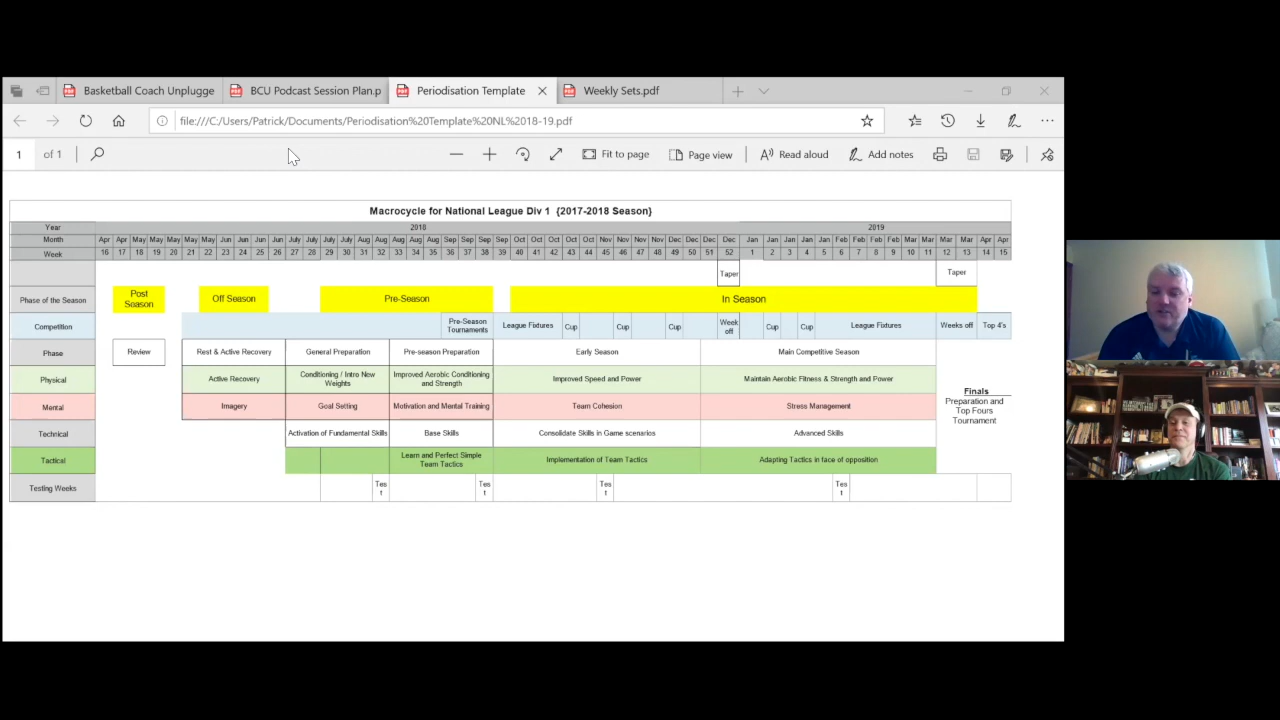 Basketball Coach Unplugge
BCU Podcast Session Plan.p
Periodisation Template
Weekly Sets.pdf
file:///C:/Users/Patrick/Documents/Periodisation%20Template%20NL%2018-19.pdf
1 of 1
Fit to page
Page view
Read aloud
Add notes
Macrocycle for National League Div 1 {2017-2018 Season}
Year 2018 2019
Month Apr Apr May May May May Jun Jun Jun Jun July July July July Aug Aug Aug Aug Sep Sep Sep Sep Oct Oct Oct Oct Nov Nov Nov Nov Dec Dec Dec Dec Jan Jan Jan Jan Feb Feb Feb Feb Mar Mar Mar Mar Apr Apr
Week 16 17 18 19 21 22 23 24 25 26 27 28 29 30 31 32 33 34 35 36 37 38 39 40 41 42 43 44 45 46 47 48 49 50 51 52 1 2 3 4 5 6 7 8 9 10 11 12 13 14 15
Taper
Taper
Phase of the Season
Post
Season
Off Season
Pre-Season
In Season
Competition
Pre-Season
Tournaments
League Fixtures
Cup
Cup
Cup
Week
off
Cup
Cup
League Fixtures
Weeks off
Top 4's
Phase
Review
Rest & Active Recovery
General Preparation
Pre-season Preparation
Early Season
Main Competitive Season
Physical
Active Recovery
Conditioning / Intro New
Weights
Improved Aerobic Conditioning
and Strength
Improved Speed and Power
Maintain Aerobic Fitness & Strength and Power
Finals
Preparation and
Top Fours
Tournament
Mental
Imagery
Goal Setting
Motivation and Mental Training
Team Cohesion
Stress Management
Technical
Activation of Fundamental Skills
Base Skills
Consolidate Skills in Game scenarios
Advanced Skills
Tactical
Learn and Perfect Simple
Team Tactics
Implementation of Team Tactics
Adapting Tactics in face of opposition
Testing Weeks
Tes
t
Tes
t
Tes
t
Tes
t